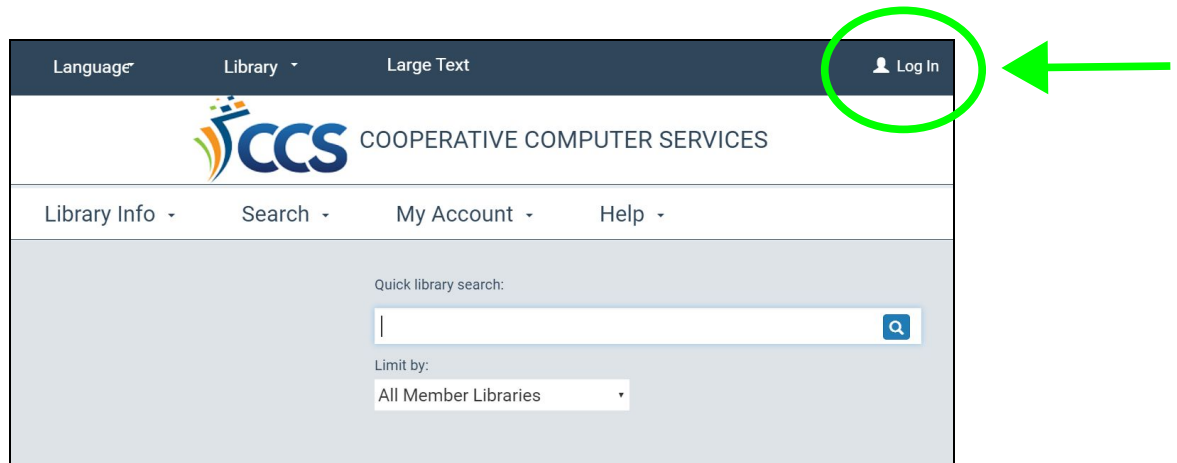 Language Library Large Text Log In
CCS COOPERATIVE COMPUTER SERVICES
Library Info Search My Account Help
Quick library search:
Limit by:
All Member Libraries